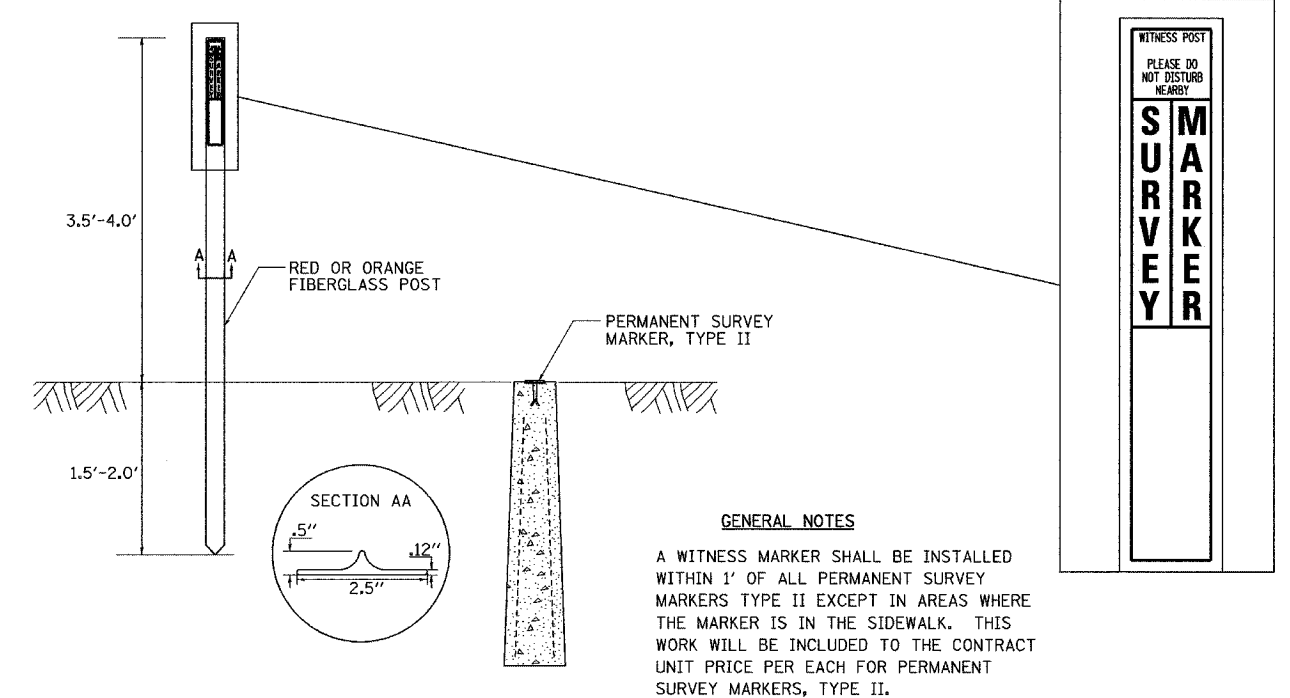 WITNESS POST
PLEASE DO
NOT DISTURB
NEARBY
SURVEY
MARKER
3.5'-4.0'
A A
RED OR ORANGE
FIBERGLASS POST
PERMANENT SURVEY
MARKER, TYPE II
1.5'-2.0'
SECTION AA
.5"
.12"
2.5"
GENERAL NOTES
A WITNESS MARKER SHALL BE INSTALLED
WITHIN 1' OF ALL PERMANENT SURVEY
MARKERS TYPE II EXCEPT IN AREAS WHERE
THE MARKER IS IN THE SIDEWALK. THIS
WORK WILL BE INCLUDED TO THE CONTRACT
UNIT PRICE PER EACH FOR PERMANENT
SURVEY MARKERS, TYPE II.